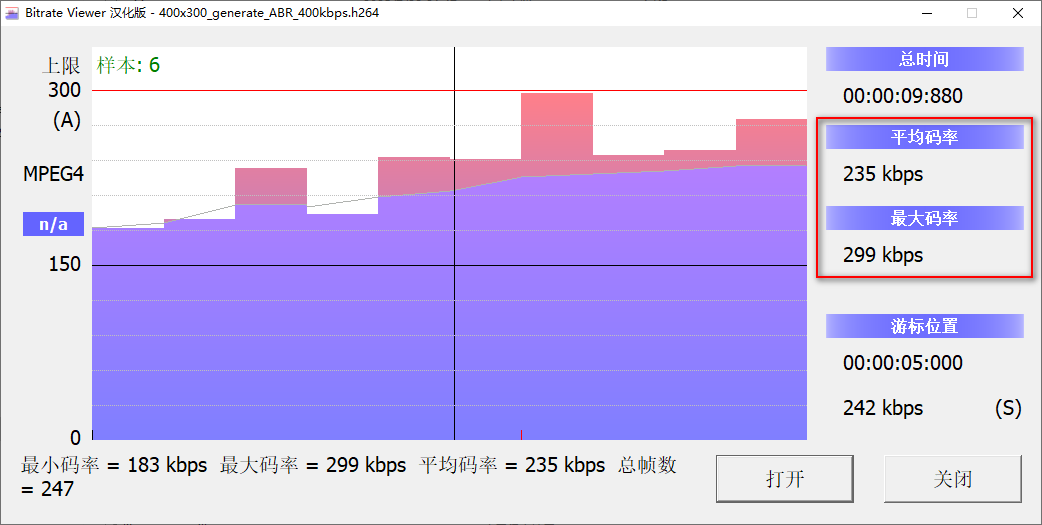 Bitrate Viewer 汉化版 - 400x300_generate_ABR_400kbps.h264
上限
样本: 6
300
(A)
MPEG4
n/a
150
0
总时间
00:00:09:880
平均码率
235 kbps
最大码率
299 kbps
游标位置
00:00:05:000
242 kbps (S)
最小码率 = 183 kbps 最大码率 = 299 kbps 平均码率 = 235 kbps 总帧数
= 247
打开
关闭